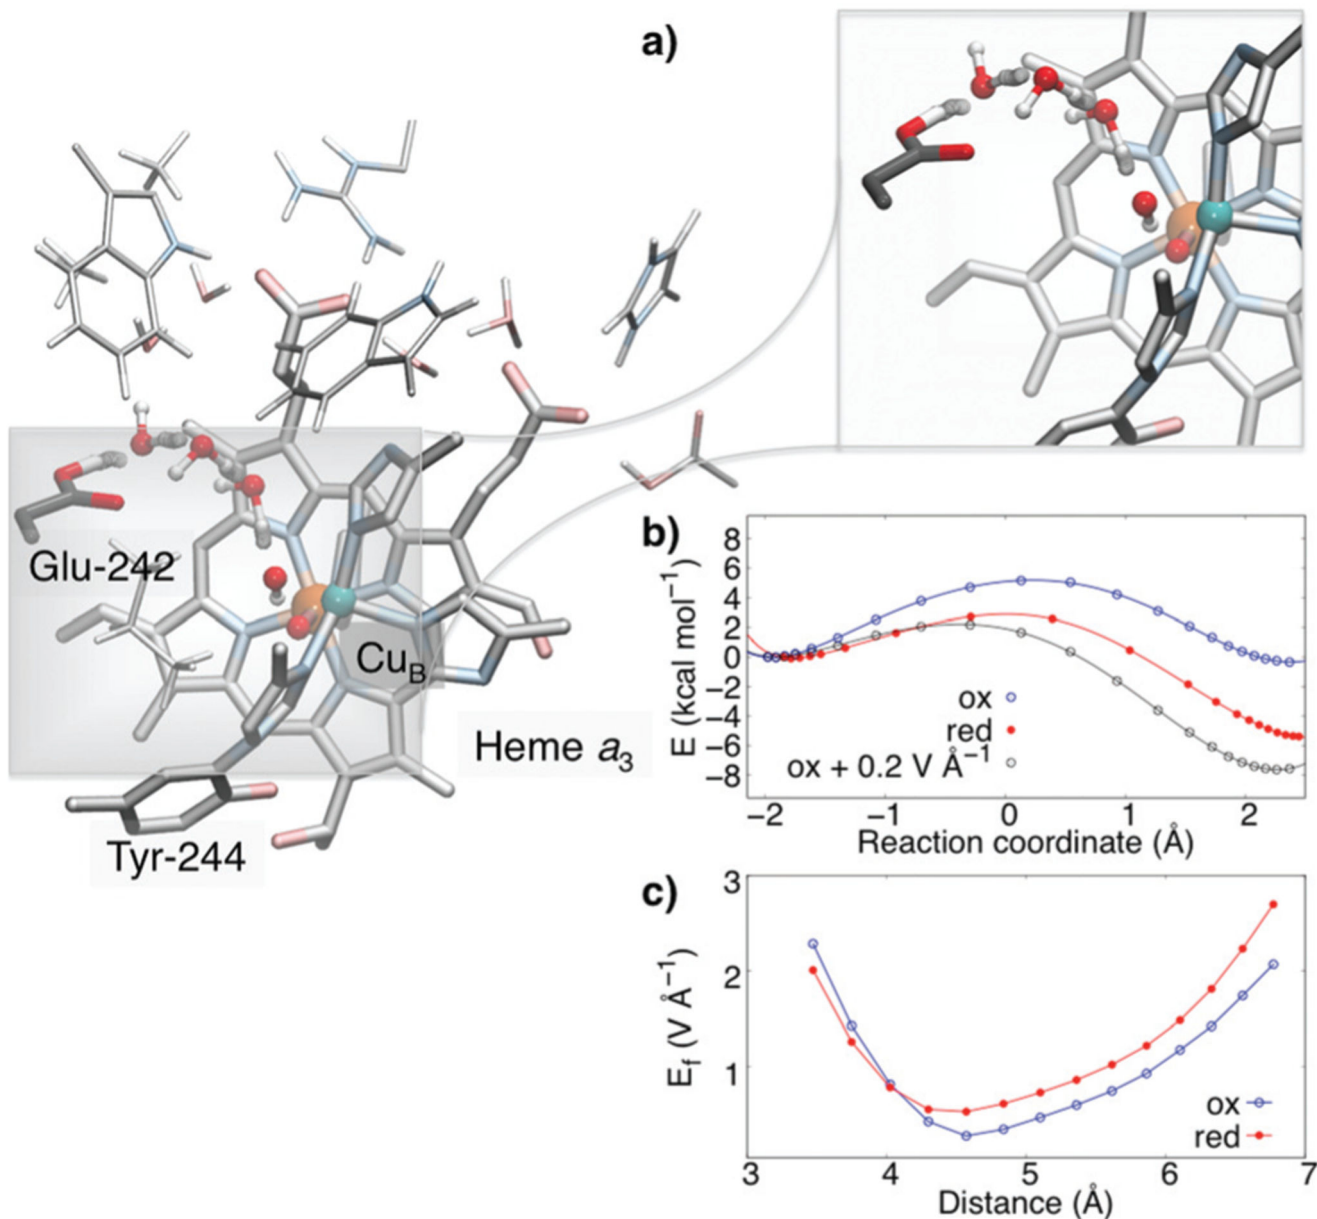 a)
Glu-242
Cu_B
Heme a_3
Tyr-244
b)
E (kcal mol⁻¹)
8
6
4
2
0
−2
−4
−6
−8
ox
red
ox + 0.2 V Å⁻¹
−2 −1 0 1 2
Reaction coordinate (Å)
c)
E_f (V Å⁻¹)
3
2
1
ox
red
3 4 5 6 7
Distance (Å)